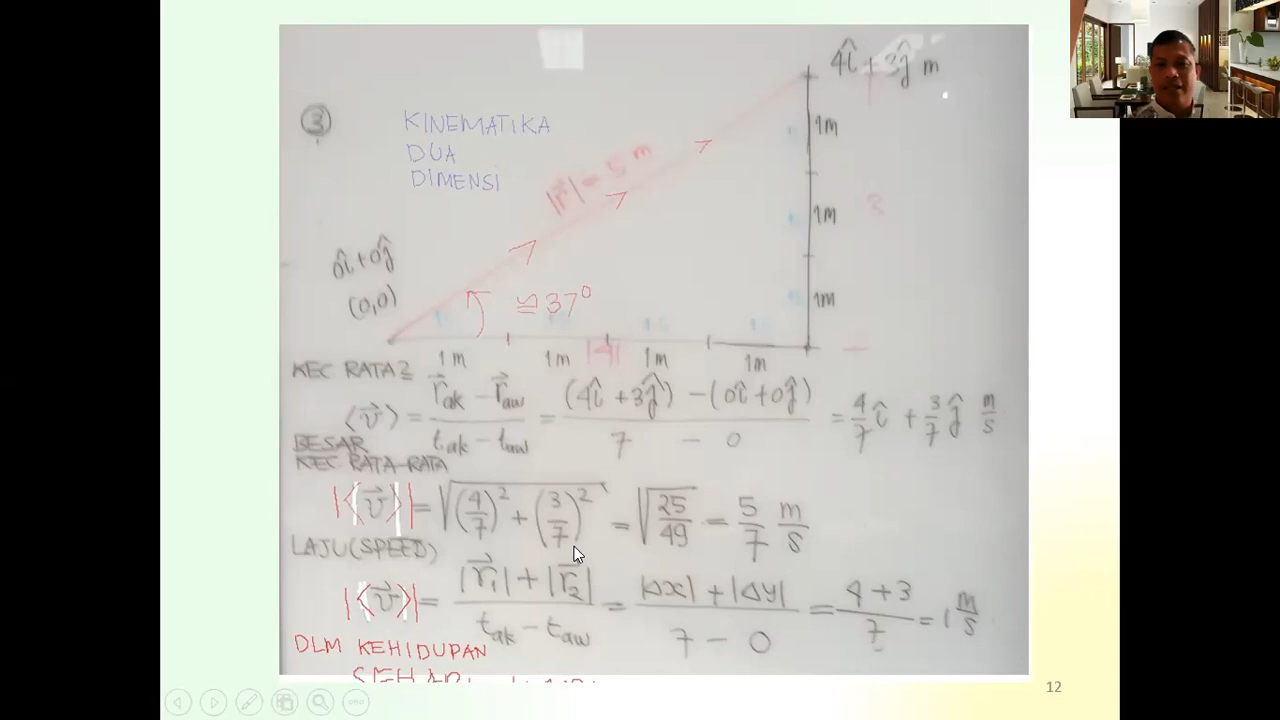 4î + 3ĵ m
③
KINEMATIKA
DUA
DIMENSI
|r⃗| = 5 m
1m
1m
3
1m
0î+0ĵ
(0,0)
≌37⁰
1m 1m |4| 1m 1m
KEC RATA2
⟨v⃗⟩ = (r⃗ak - r⃗aw)/(tak - taw) = ((4î+3ĵ) - (0î+0ĵ))/(7 - 0) = 4/7 î + 3/7 ĵ m/s
BESAR
KEC RATA-RATA
|⟨v⃗⟩| = √((4/7)² + (3/7)²) = √(25/49) = 5/7 m/s
LAJU (SPEED)
|⟨v⃗⟩| = (|r⃗1| + |r⃗2|)/(tak - taw) = (|Δx| + |Δy|)/(7 - 0) = (4+3)/7 = 1 m/s
DLM KEHIDUPAN
12